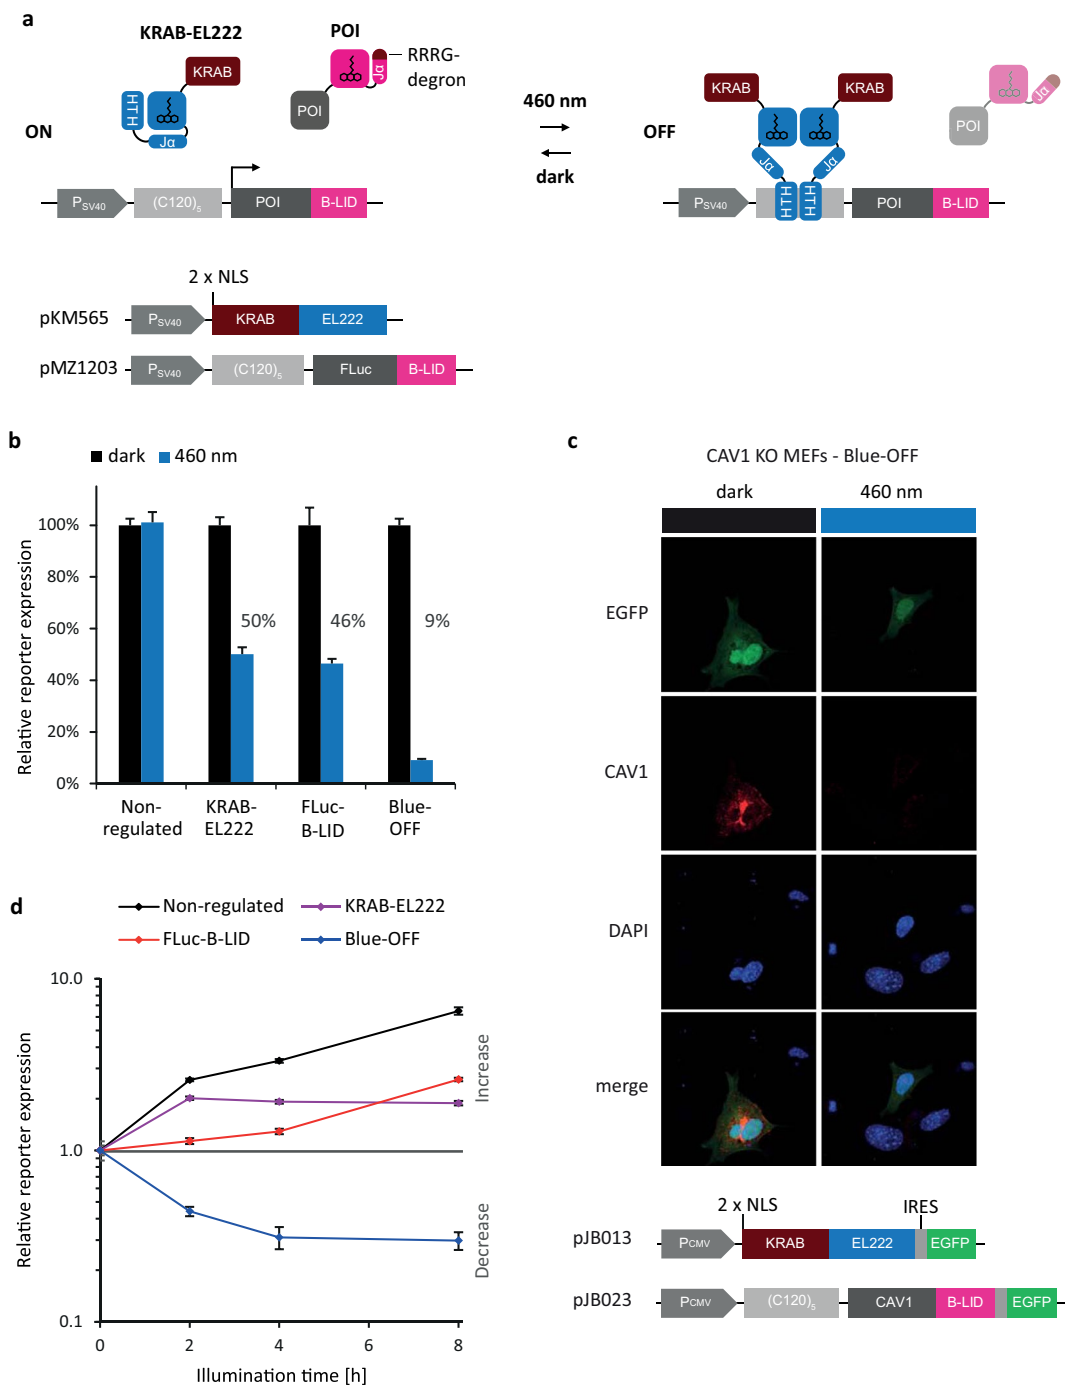 a
KRAB-EL222
POI
KRAB
HTH
Jα
Jα
RRRG-
degron
POI
ON
PSV40
(C120)5
POI
B-LID
460 nm
dark
OFF
KRAB
KRAB
Jα
Jα
HTH
HTH
POI
Jα
PSV40
POI
B-LID
2 x NLS
pKM565
PSV40
KRAB
EL222
pMZ1203
PSV40
(C120)5
FLuc
B-LID
b
dark
460 nm
Relative reporter expression
100%
80%
60%
40%
20%
0%
50%
46%
9%
Non-
regulated
KRAB-
EL222
FLuc-
B-LID
Blue-
OFF
c
CAV1 KO MEFs - Blue-OFF
dark
460 nm
EGFP
CAV1
DAPI
merge
2 x NLS
IRES
pJB013
PCMV
KRAB
EL222
EGFP
pJB023
PCMV
(C120)5
CAV1
B-LID
EGFP
d
Non-regulated
KRAB-EL222
FLuc-B-LID
Blue-OFF
Relative reporter expression
10.0
1.0
0.1
Increase
Decrease
0
2
4
6
8
Illumination time [h]